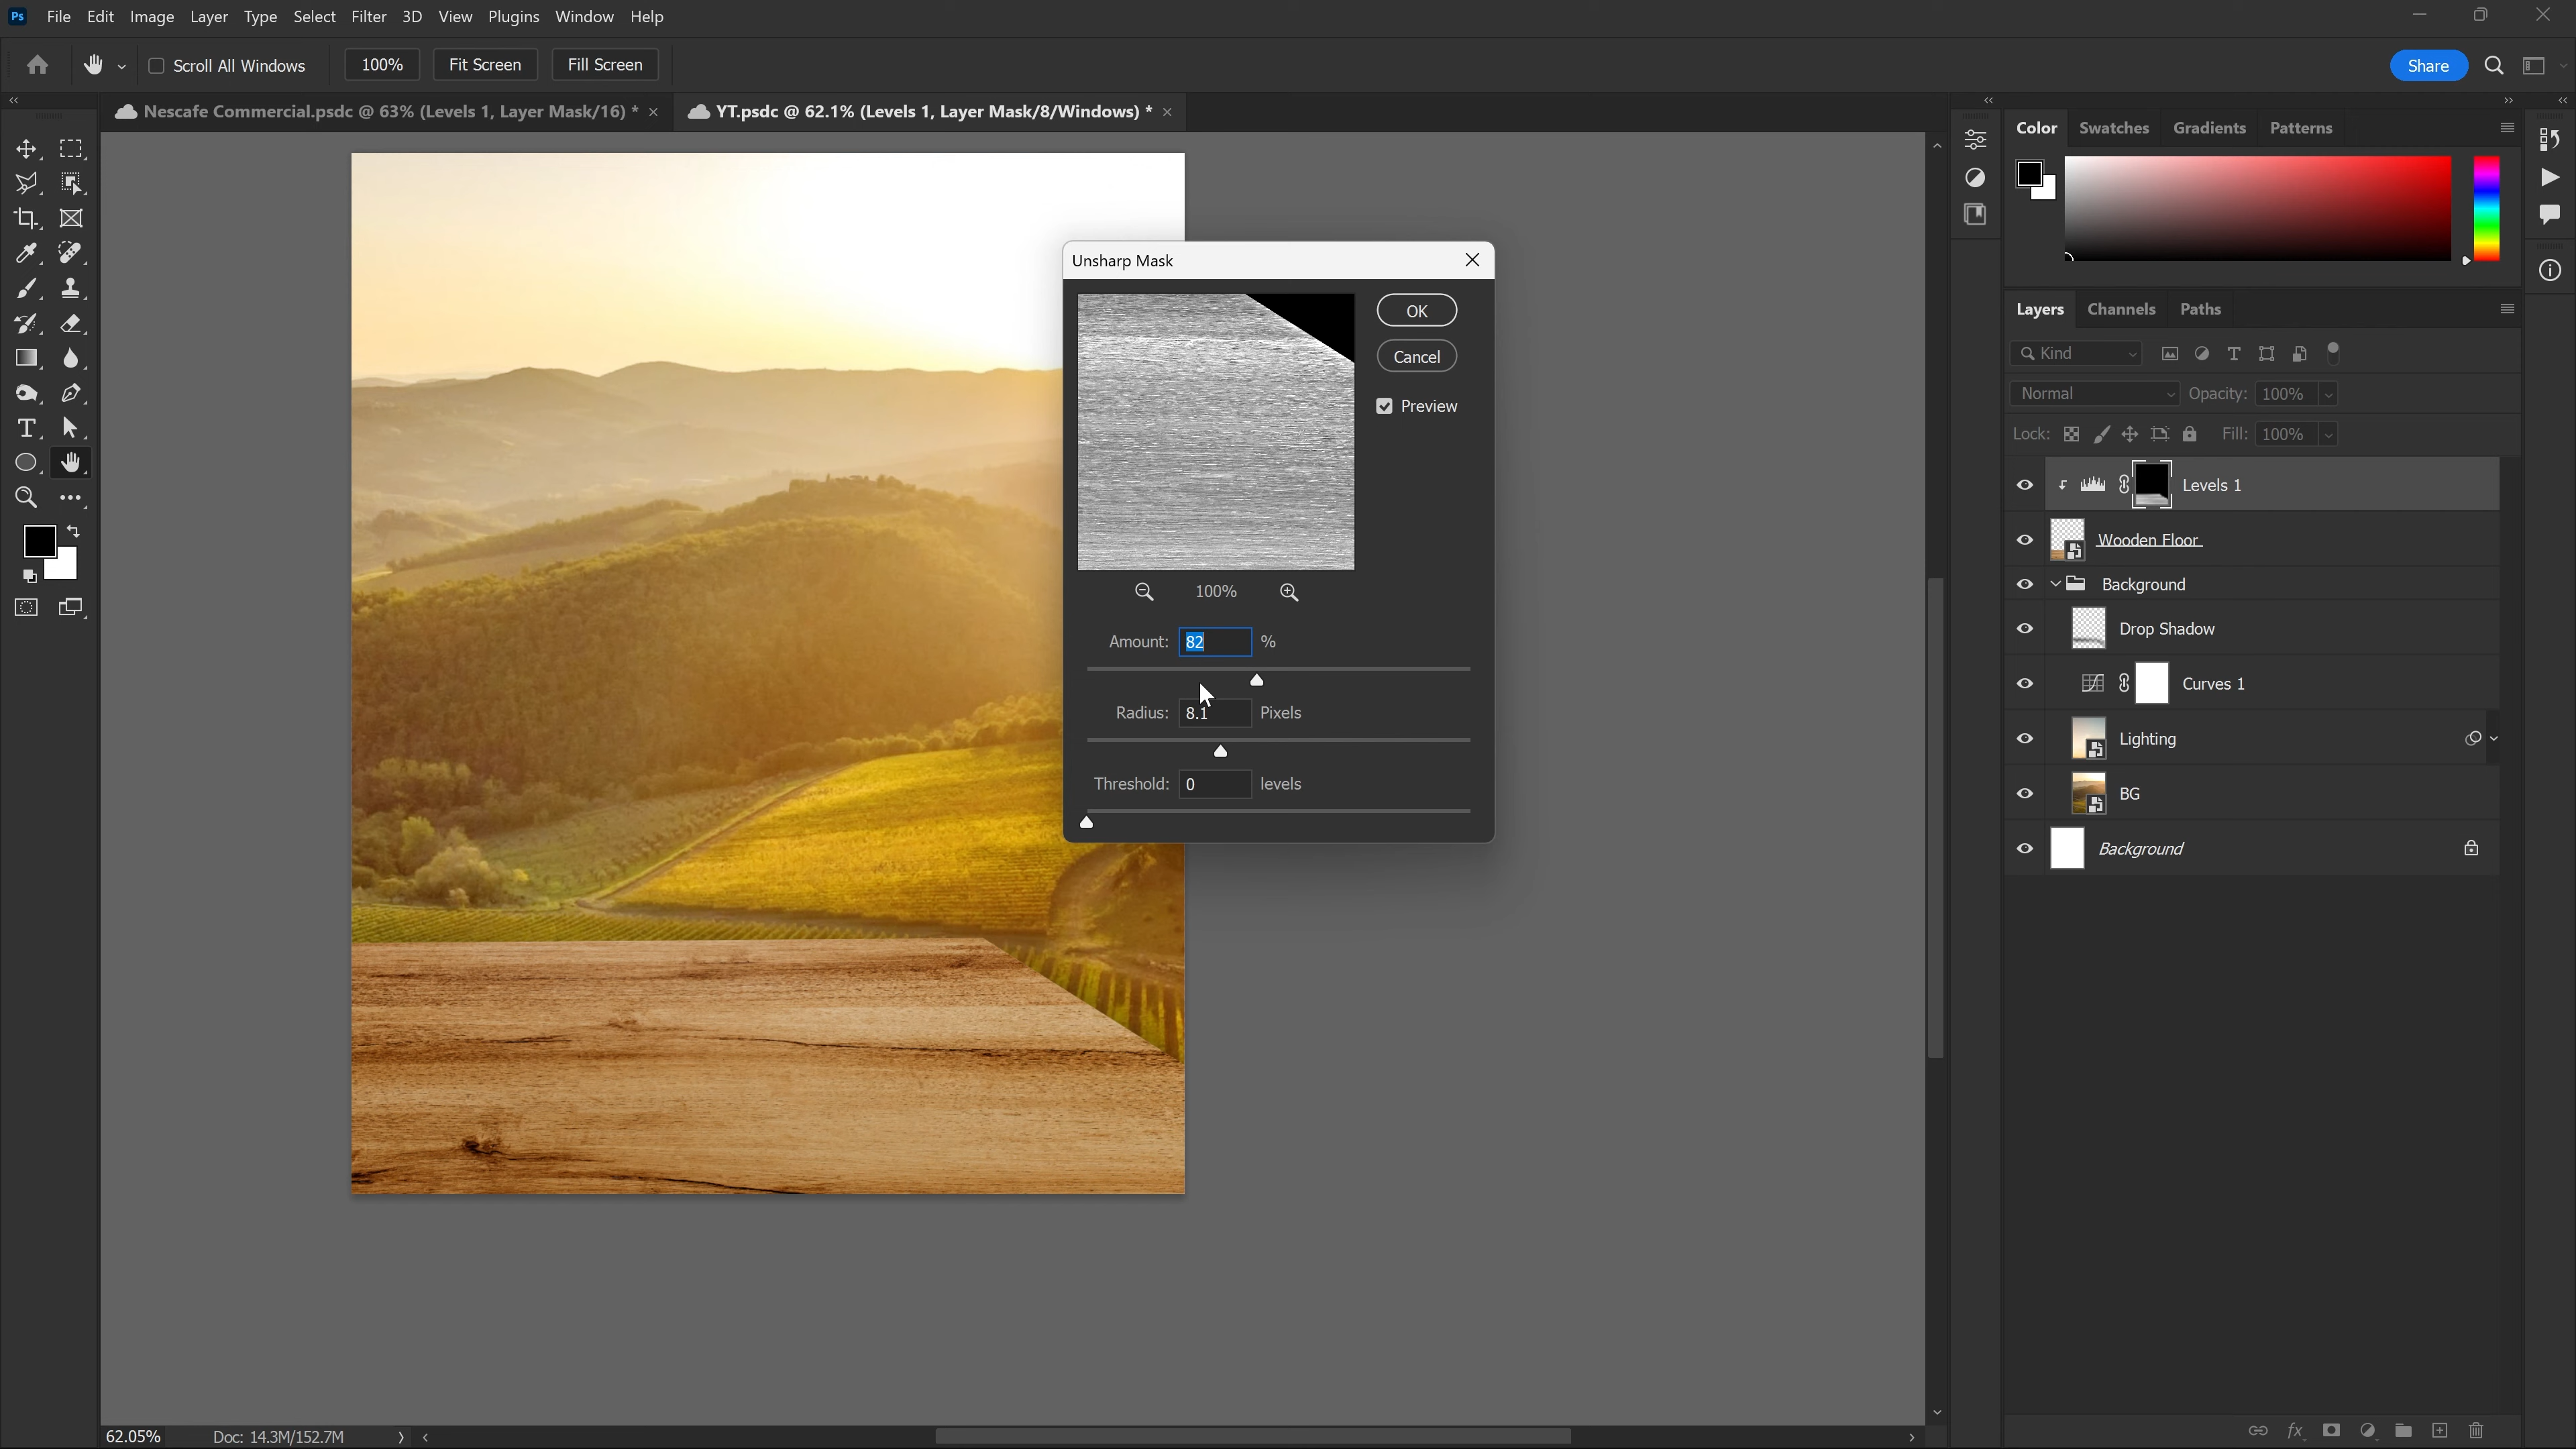 Ps File Edit Image Layer Type Select Filter 3D View Plugins Window Help
Scroll All Windows 100% Fit Screen Fill Screen Share
Nescafe Commercial.psdc @ 63% (Levels 1, Layer Mask/16) * YT.psdc @ 62.1% (Levels 1, Layer Mask/8/Windows) *
Color Swatches Gradients Patterns
Unsharp Mask
OK
Cancel
Preview
100%
Amount: 82 %
Radius: 8.1 Pixels
Threshold: 0 levels
Layers Channels Paths
Kind
Normal Opacity: 100%
Lock: Fill: 100%
Levels 1
Wooden Floor
Background
Drop Shadow
Curves 1
Lighting
BG
Background
fx
62.05% Doc: 14.3M/152.7M